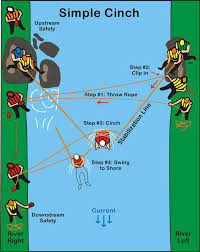 Simple Cinch
Upstream
Safety
Step #2:
Clip In
Step #1: Throw Rope
Step #3: Cinch
Stabilization Line
Step #4: Swing
to Shore
Downstream
Safety
Current
River
Right
River
Left